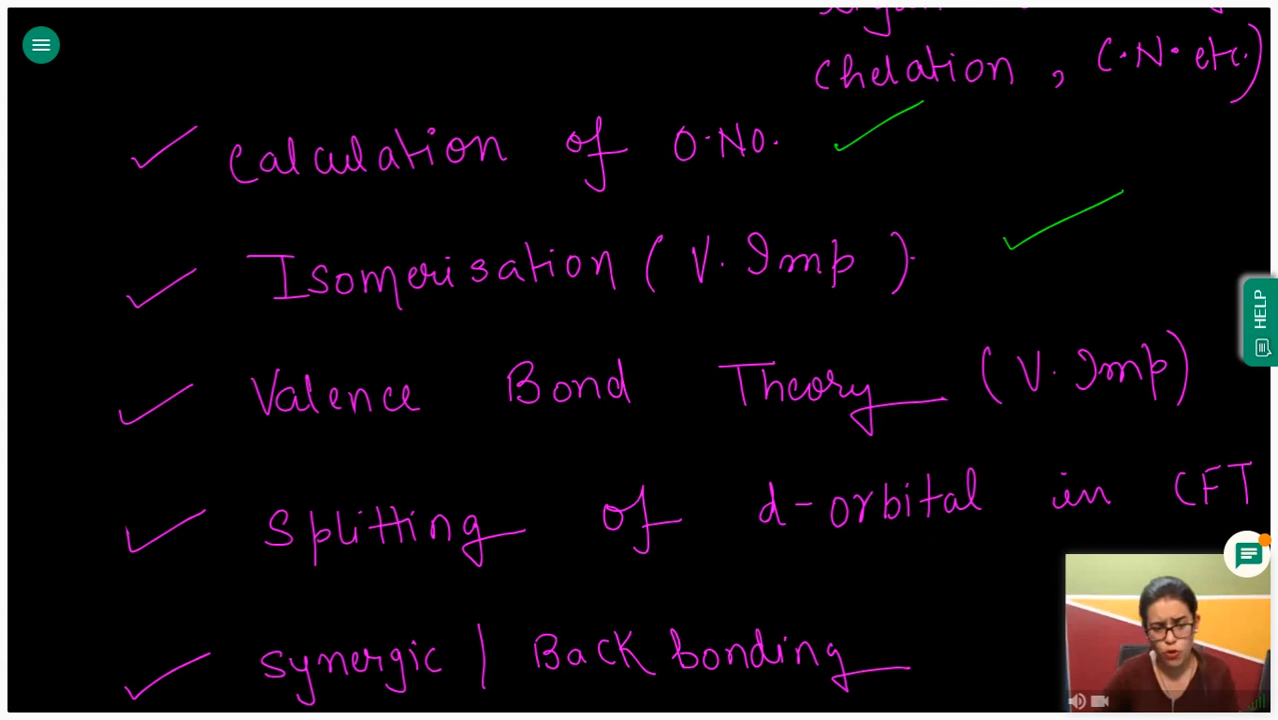 chelation, C.N. etc.)
Calculation of O.No.
Isomerisation (V. Imp).
Valence Bond Theory (V. Imp)
Splitting of d-orbital in CFT
Synergic | Back bonding
HELP